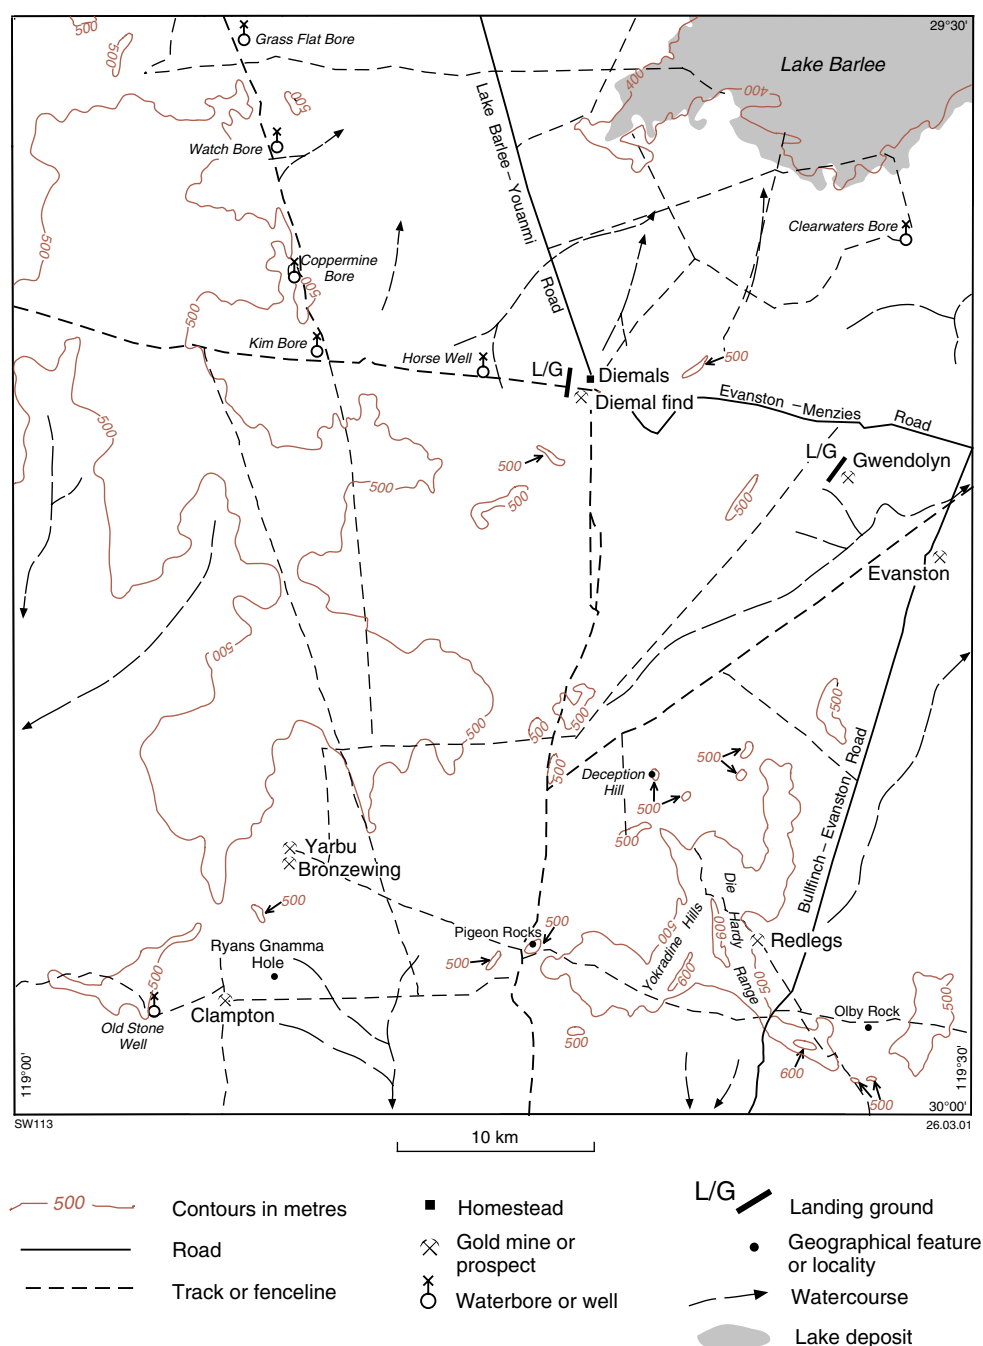 29°30'
500
Grass Flat Bore
500
Lake Barlee
400
400
500
Watch Bore
Lake Barlee – Youanmi
Road
Clearwaters Bore
500
Coppermine
Bore
500
500
Kim Bore
Horse Well
L/G
Diemals
500
Diemal find
Evanston – Menzies
Road
500
L/G
Gwendolyn
500
500
500
500
Evanston
500
500
500
500
500
500
Deception
Hill
500
500
500
Bullfinch – Evanston Road
Yarbu
Bronzewing
Die Hardy
Range
500
Yokradine Hills
500
600
600
Redlegs
500
Pigeon Rocks
500
Ryans Gnamma
Hole
500
500
500
Clampton
Old Stone
Well
Olby Rock
500
600
500
119°00'
119°30'
30°00'
SW113
26.03.01
10 km
500
Contours in metres
Road
Track or fenceline
Homestead
Gold mine or
prospect
Waterbore or well
L/G
Landing ground
Geographical feature
or locality
Watercourse
Lake deposit